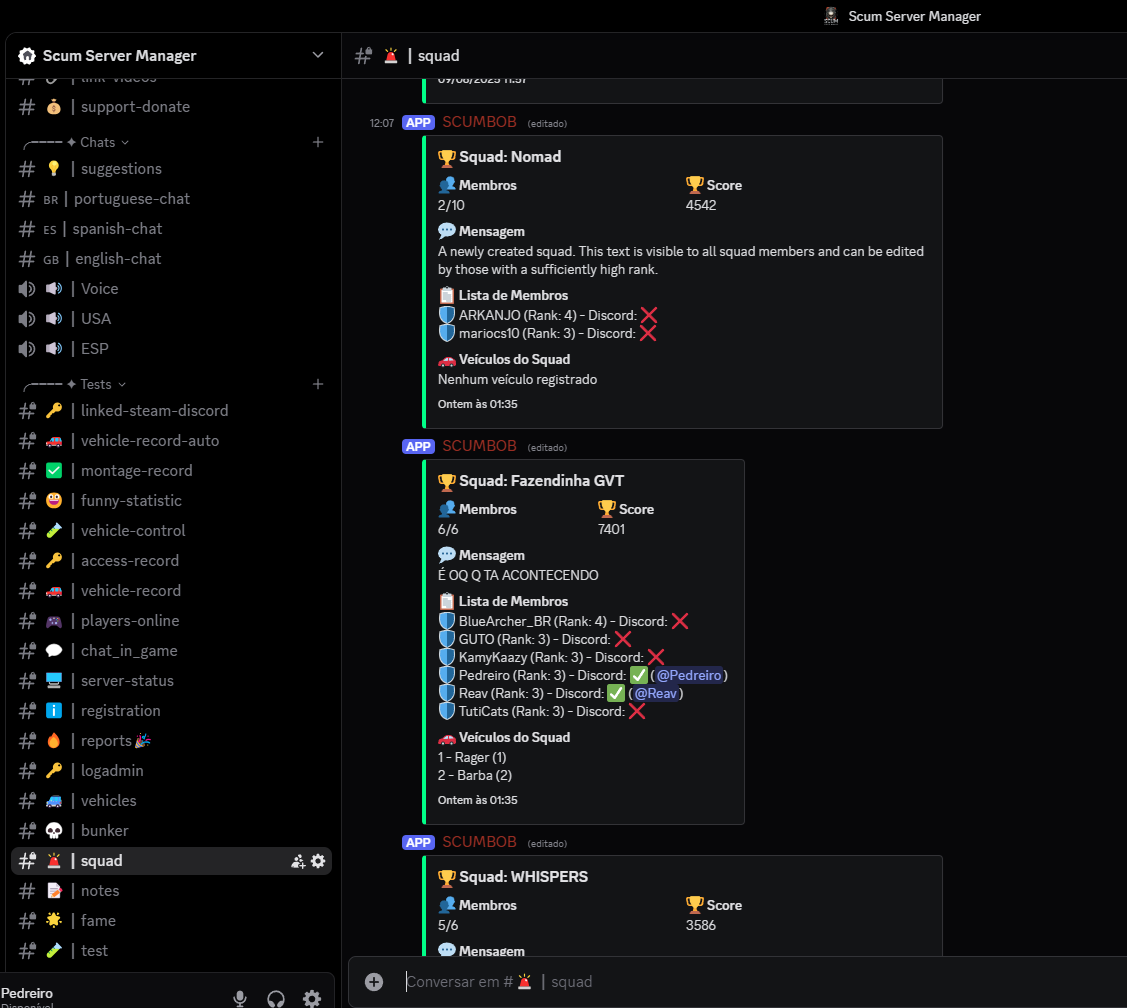 Scum Server Manager
Scum Server Manager
| link-videos
| support-donate
Chats
| suggestions
BR | portuguese-chat
ES | spanish-chat
GB | english-chat
| Voice
| USA
| ESP
Tests
| linked-steam-discord
| vehicle-record-auto
| montage-record
| funny-statistic
| vehicle-control
| access-record
| vehicle-record
| players-online
| chat_in_game
| server-status
| registration
| reports🎉
| logadmin
| vehicles
| bunker
| squad
| notes
| fame
| test
Pedreiro
Disponível
# 🚨 | squad
09/08/2025 11:57
12:07 APP SCUMBOB (editado)
🏆 Squad: Nomad
👥 Membros 🏆 Score
2/10 4542
💬 Mensagem
A newly created squad. This text is visible to all squad members and can be edited
by those with a sufficiently high rank.
📋 Lista de Membros
🛡️ ARKANJO (Rank: 4) - Discord: ❌
🛡️ mariocs10 (Rank: 3) - Discord: ❌
🚗 Veículos do Squad
Nenhum veículo registrado
Ontem às 01:35
APP SCUMBOB (editado)
🏆 Squad: Fazendinha GVT
👥 Membros 🏆 Score
6/6 7401
💬 Mensagem
É OQ Q TA ACONTECENDO
📋 Lista de Membros
🛡️ BlueArcher_BR (Rank: 4) - Discord: ❌
🛡️ GUTO (Rank: 3) - Discord: ❌
🛡️ KamyKaazy (Rank: 3) - Discord: ❌
🛡️ Pedreiro (Rank: 3) - Discord: ✅ (@Pedreiro)
🛡️ Reav (Rank: 3) - Discord: ✅ (@Reav)
🛡️ TutiCats (Rank: 3) - Discord: ❌
🚗 Veículos do Squad
1 - Rager (1)
2 - Barba (2)
Ontem às 01:35
APP SCUMBOB (editado)
🏆 Squad: WHISPERS
👥 Membros 🏆 Score
5/6 3586
💬 Mensagem
Conversar em # 🚨 | squad